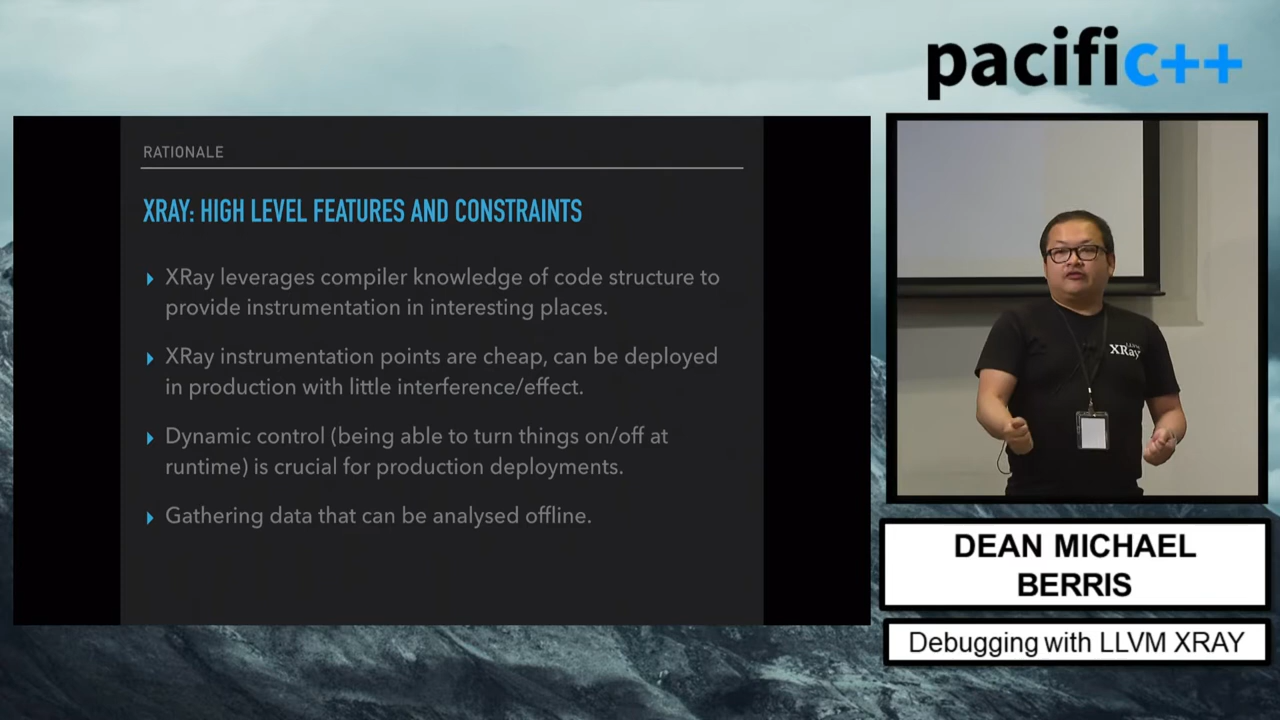 pacific++
RATIONALE
XRAY: HIGH LEVEL FEATURES AND CONSTRAINTS
XRay leverages compiler knowledge of code structure to
provide instrumentation in interesting places.
XRay instrumentation points are cheap, can be deployed
in production with little interference/effect.
Dynamic control (being able to turn things on/off at
runtime) is crucial for production deployments.
Gathering data that can be analysed offline.
LLVM
XRay
DEAN MICHAEL
BERRIS
Debugging with LLVM XRAY